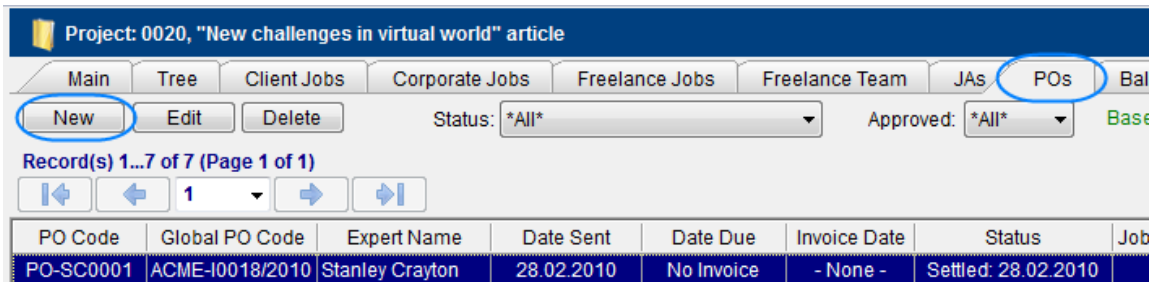 Project: 0020, "New challenges in virtual world" article
Main Tree Client Jobs Corporate Jobs Freelance Jobs Freelance Team JAs POs Bal
New Edit Delete Status: *All* Approved: *All* Base
Record(s) 1...7 of 7 (Page 1 of 1)
1
PO Code Global PO Code Expert Name Date Sent Date Due Invoice Date Status Job
PO-SC0001 ACME-I0018/2010 Stanley Crayton 28.02.2010 No Invoice - None - Settled: 28.02.2010